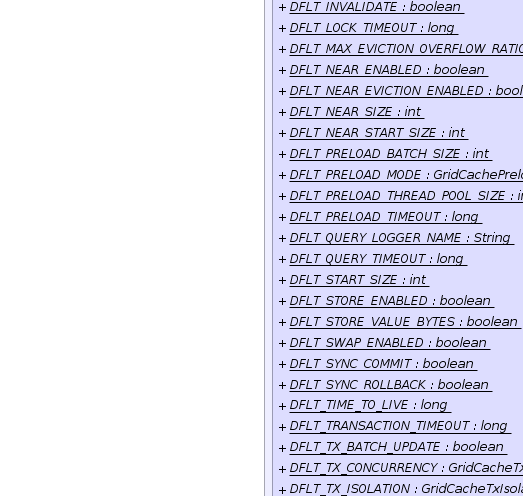 + DFLT_INVALIDATE : boolean
+ DFLT_LOCK_TIMEOUT : long
+ DFLT_MAX_EVICTION_OVERFLOW_RATIO
+ DFLT_NEAR_ENABLED : boolean
+ DFLT_NEAR_EVICTION_ENABLED : bool
+ DFLT_NEAR_SIZE : int
+ DFLT_NEAR_START_SIZE : int
+ DFLT_PRELOAD_BATCH_SIZE : int
+ DFLT_PRELOAD_MODE : GridCachePrelo
+ DFLT_PRELOAD_THREAD_POOL_SIZE : in
+ DFLT_PRELOAD_TIMEOUT : long
+ DFLT_QUERY_LOGGER_NAME : String
+ DFLT_QUERY_TIMEOUT : long
+ DFLT_START_SIZE : int
+ DFLT_STORE_ENABLED : boolean
+ DFLT_STORE_VALUE_BYTES : boolean
+ DFLT_SWAP_ENABLED : boolean
+ DFLT_SYNC_COMMIT : boolean
+ DFLT_SYNC_ROLLBACK : boolean
+ DFLT_TIME_TO_LIVE : long
+ DFLT_TRANSACTION_TIMEOUT : long
+ DFLT_TX_BATCH_UPDATE : boolean
+ DFLT_TX_CONCURRENCY : GridCacheTx
+ DFLT_TX_ISOLATION : GridCacheTxIsola